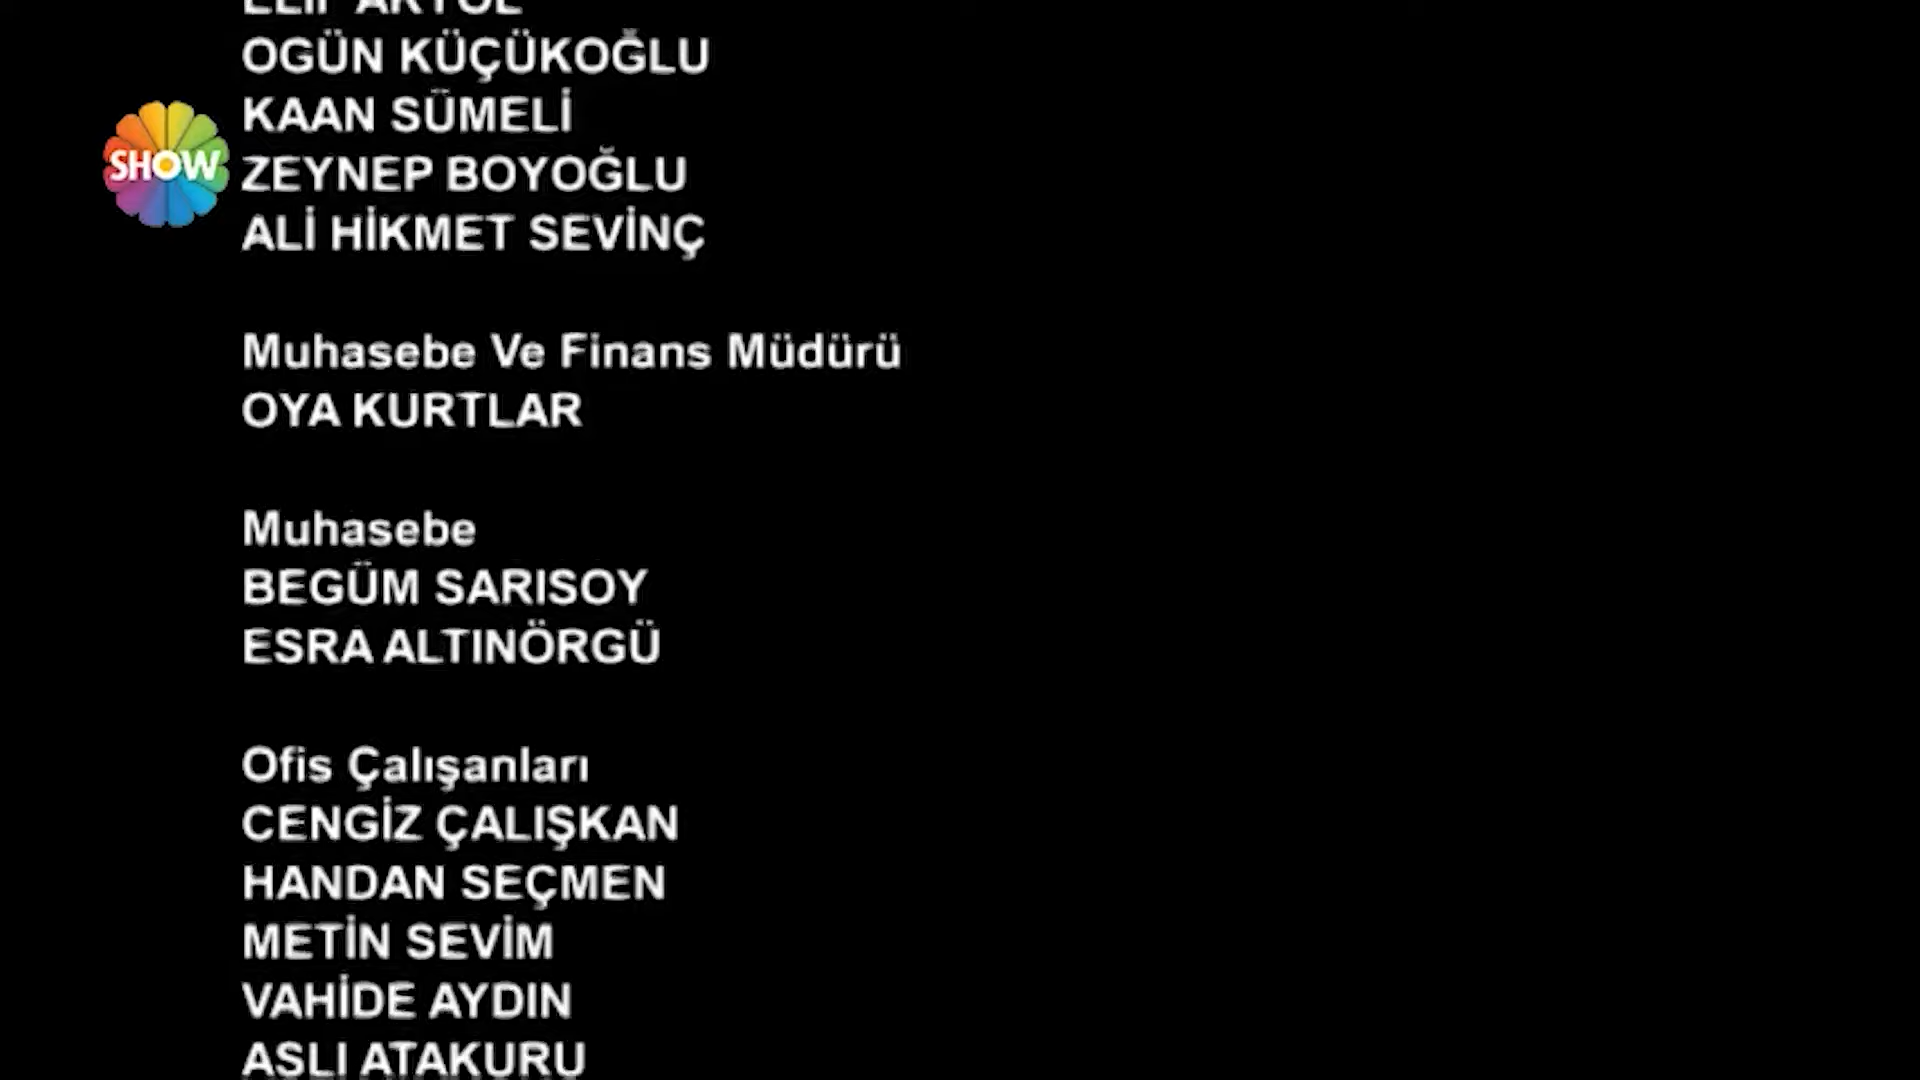 OGÜN KÜÇÜKOĞLU
KAAN SÜMELİ
SHOW
ZEYNEP BOYOĞLU
ALİ HİKMET SEVİNÇ
Muhasebe Ve Finans Müdürü
OYA KURTLAR
Muhasebe
BEGÜM SARISOY
ESRA ALTINÖRGÜ
Ofis Çalışanları
CENGİZ ÇALIŞKAN
HANDAN SEÇMEN
METİN SEVİM
VAHİDE AYDIN
ASLI ATAKURU